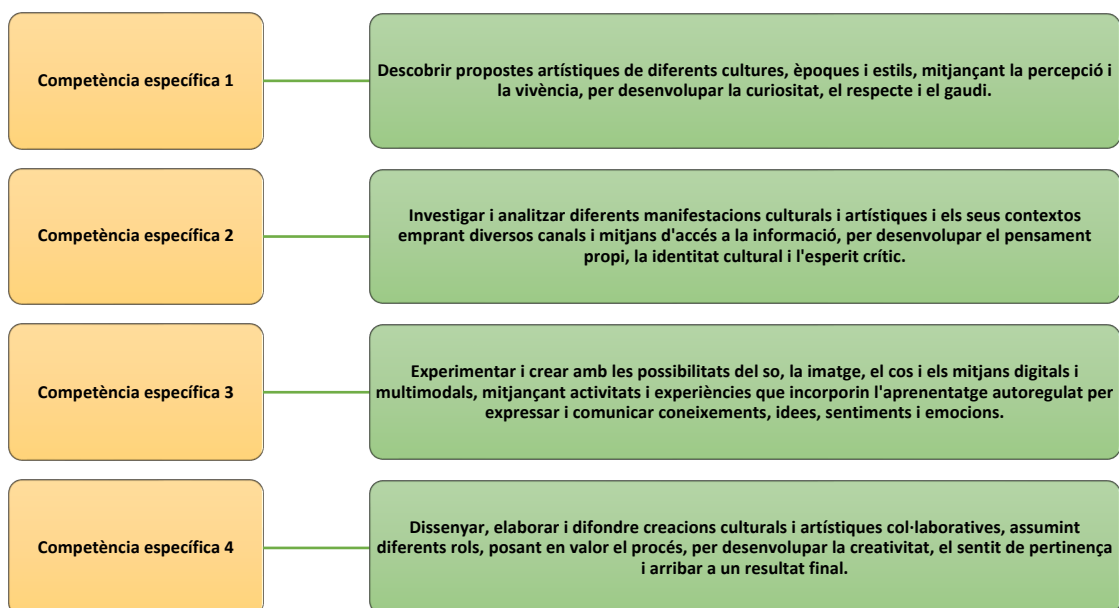 Competència específica 1
Descobrir propostes artístiques de diferents cultures, èpoques i estils, mitjançant la percepció i
la vivència, per desenvolupar la curiositat, el respecte i el gaudi.
Competència específica 2
Investigar i analitzar diferents manifestacions culturals i artístiques i els seus contextos
emprant diversos canals i mitjans d'accés a la informació, per desenvolupar el pensament
propi, la identitat cultural i l'esperit crític.
Competència específica 3
Experimentar i crear amb les possibilitats del so, la imatge, el cos i els mitjans digitals i
multimodals, mitjançant activitats i experiències que incorporin l'aprenentatge autoregulat per
expressar i comunicar coneixements, idees, sentiments i emocions.
Competència específica 4
Dissenyar, elaborar i difondre creacions culturals i artístiques col·laboratives, assumint
diferents rols, posant en valor el procés, per desenvolupar la creativitat, el sentit de pertinença
i arribar a un resultat final.